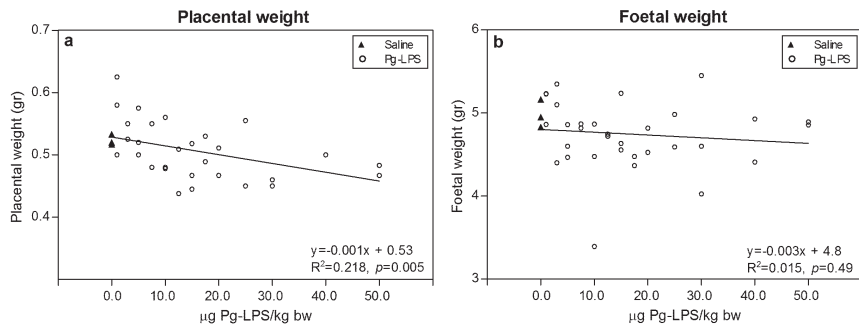 Placental weight
a
Saline
Pg-LPS
0.7
0.6
0.5
0.4
Placental weight (gr)
y=-0.001x + 0.53
R²=0.218, p=0.005
0.0 10.0 20.0 30.0 40.0 50.0
µg Pg-LPS/kg bw
Foetal weight
b
Saline
Pg-LPS
6
5
4
3
Foetal weight (gr)
y=-0.003x + 4.8
R²=0.015, p=0.49
0.0 10.0 20.0 30.0 40.0 50.0
µg Pg-LPS/kg bw